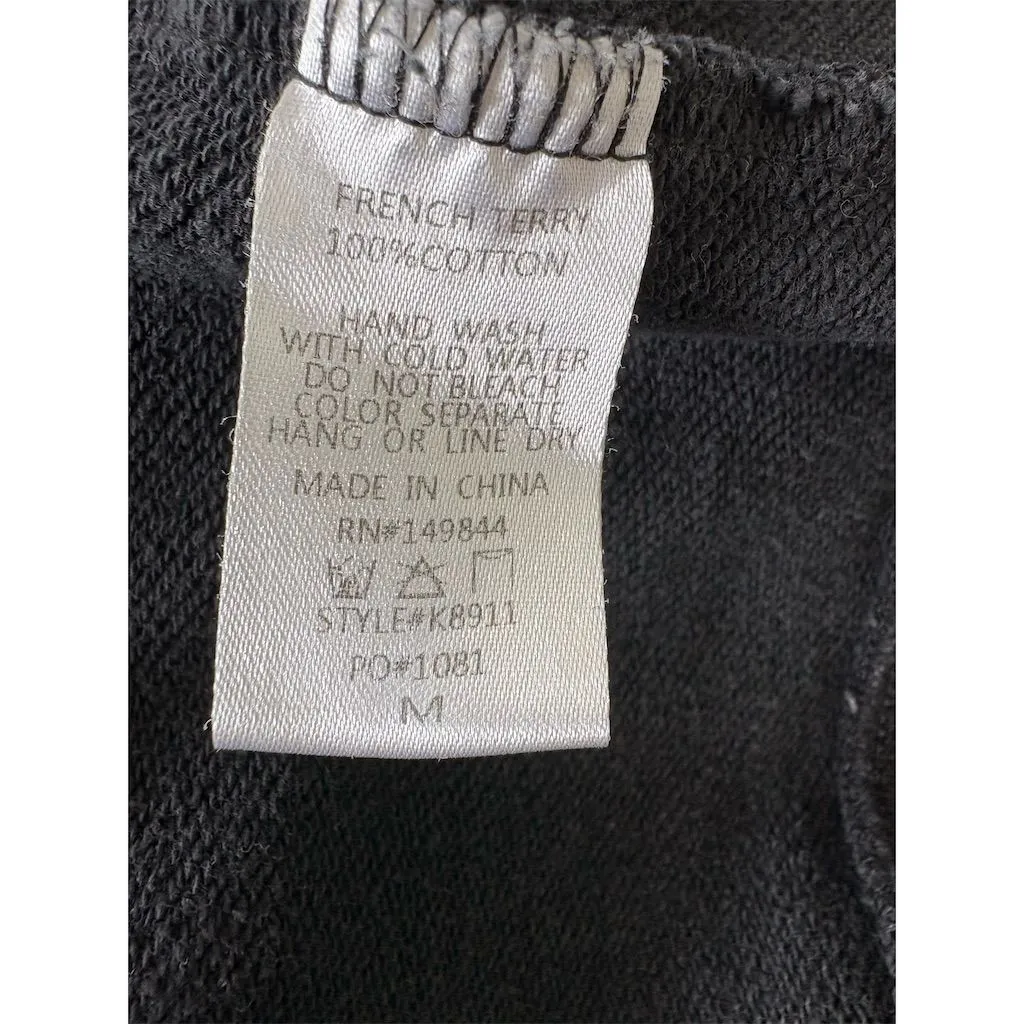 FRENCH TERRY
100%COTTON
HAND WASH
WITH COLD WATER
DO NOT BLEACH
COLOR SEPARATE
HANG OR LINE DRY
MADE IN CHINA
RN#149844
STYLE#K8911
PO#1081
M